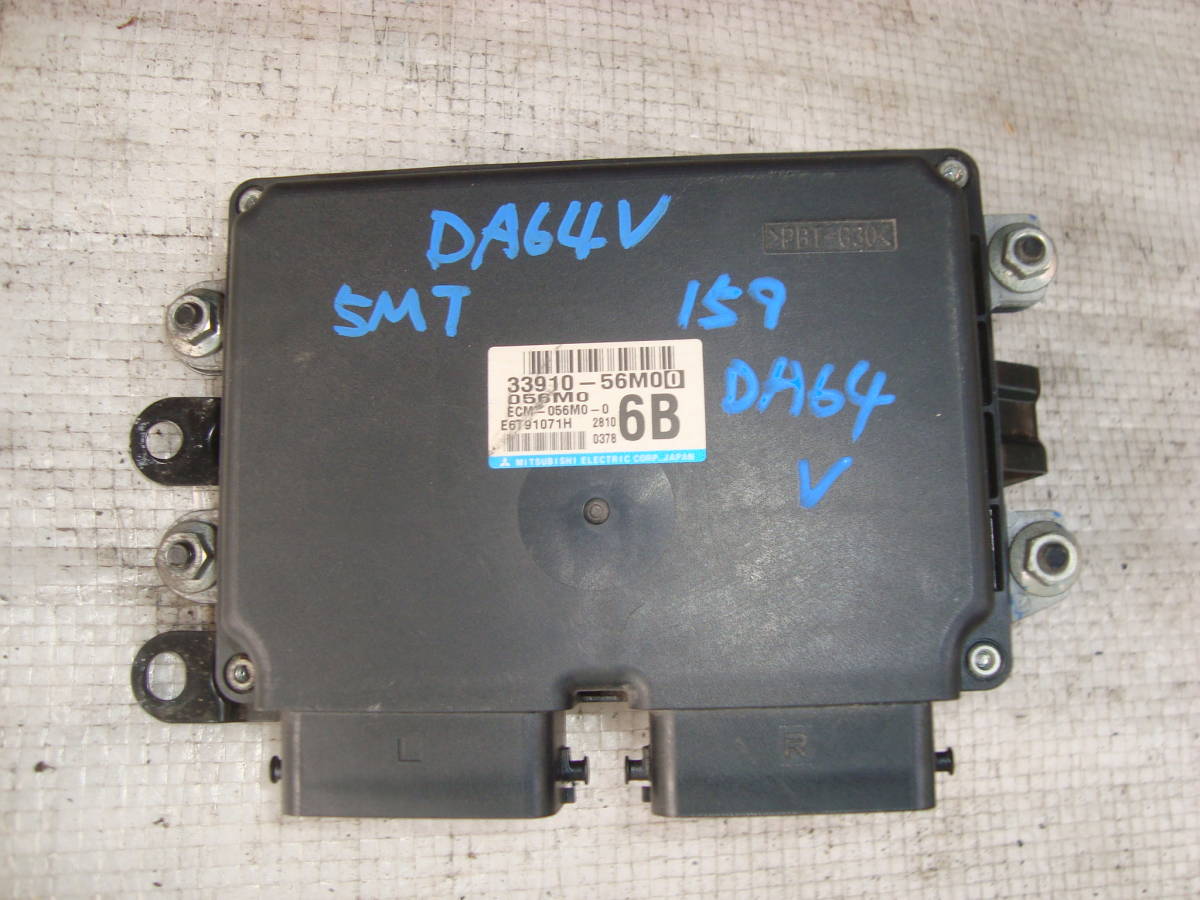 DA64V
>PBT-G30<
5MT
159
33910-56M00
056M0
ECM-056M0-0
E6T91071H 2810
0378
6B
MITSUBISHI ELECTRIC CORP. JAPAN
DA64
V
L
R